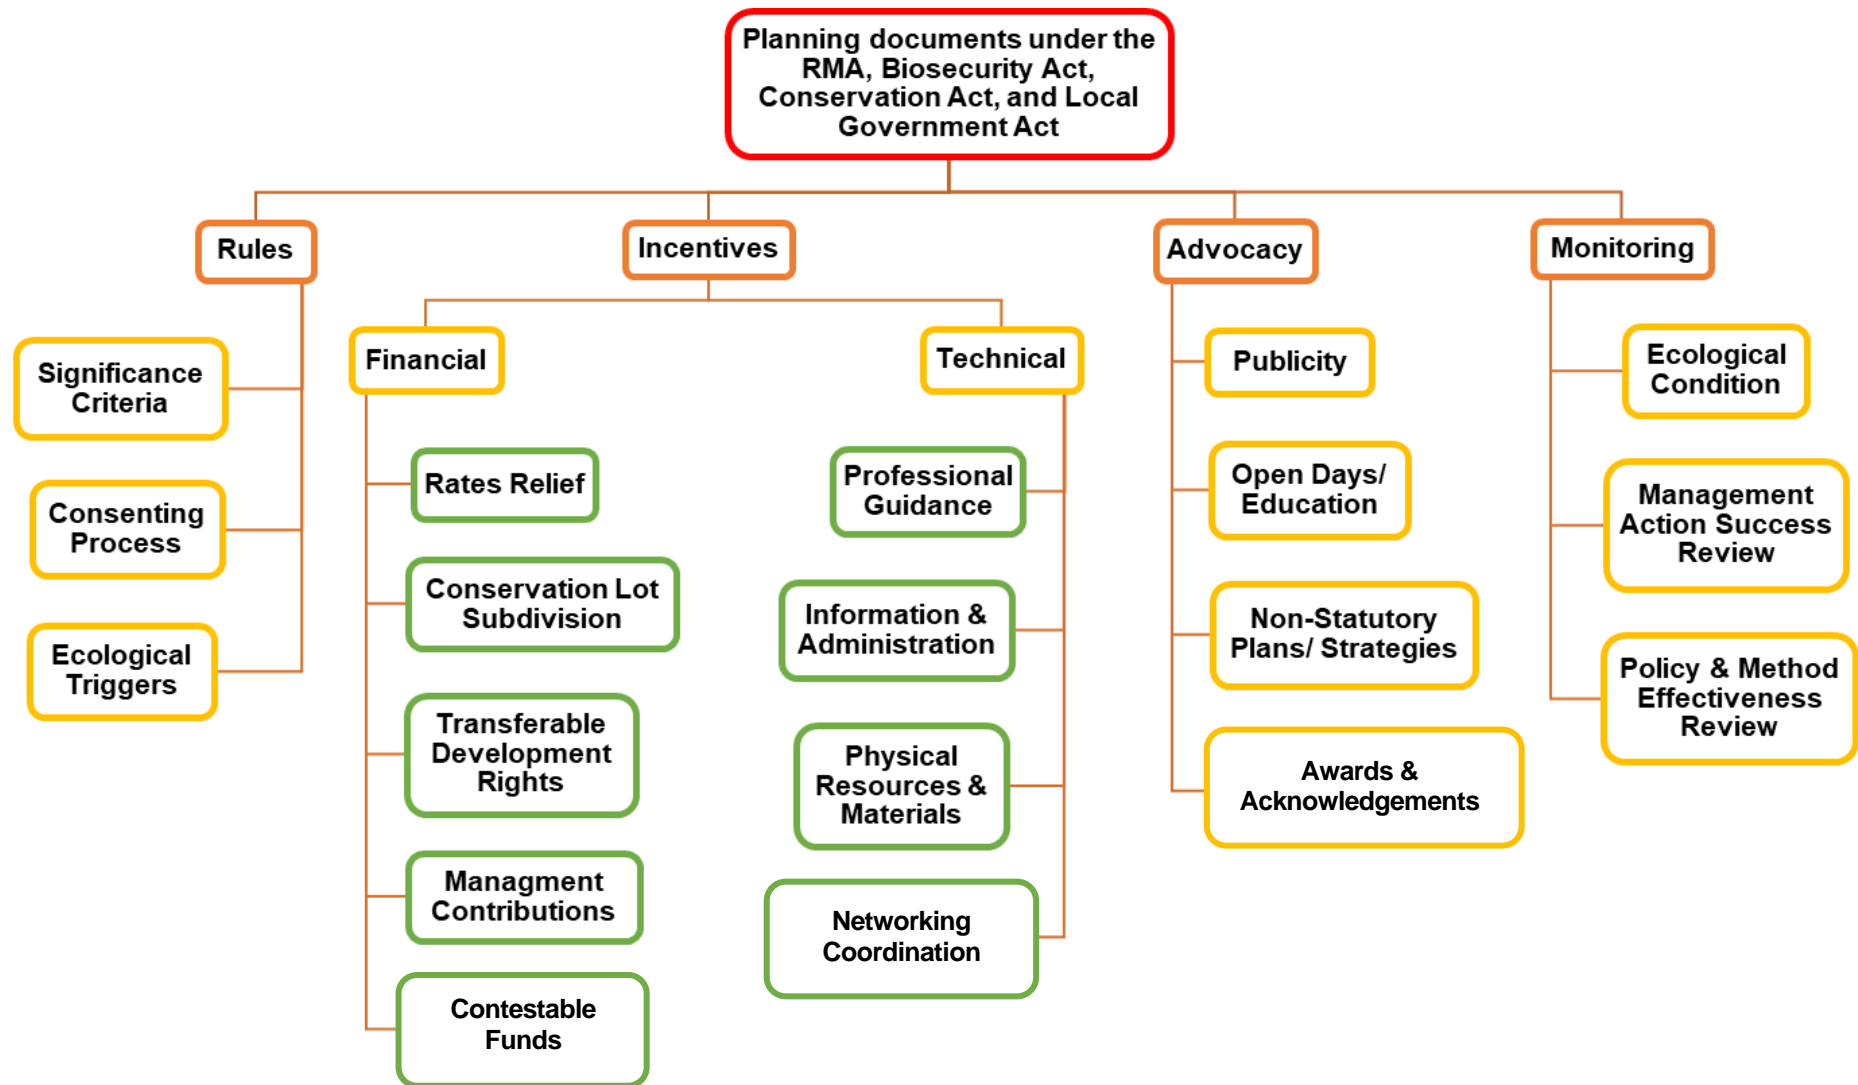 Planning documents under the
RMA, Biosecurity Act,
Conservation Act, and Local
Government Act
Rules
Incentives
Advocacy
Monitoring
Significance
Criteria
Consenting
Process
Ecological
Triggers
Financial
Rates Relief
Conservation Lot
Subdivision
Transferable
Development
Rights
Managment
Contributions
Contestable
Funds
Technical
Professional
Guidance
Information &
Administration
Physical
Resources &
Materials
Networking
Coordination
Publicity
Open Days/
Education
Non-Statutory
Plans/ Strategies
Awards &
Acknowledgements
Ecological
Condition
Management
Action Success
Review
Policy & Method
Effectiveness
Review